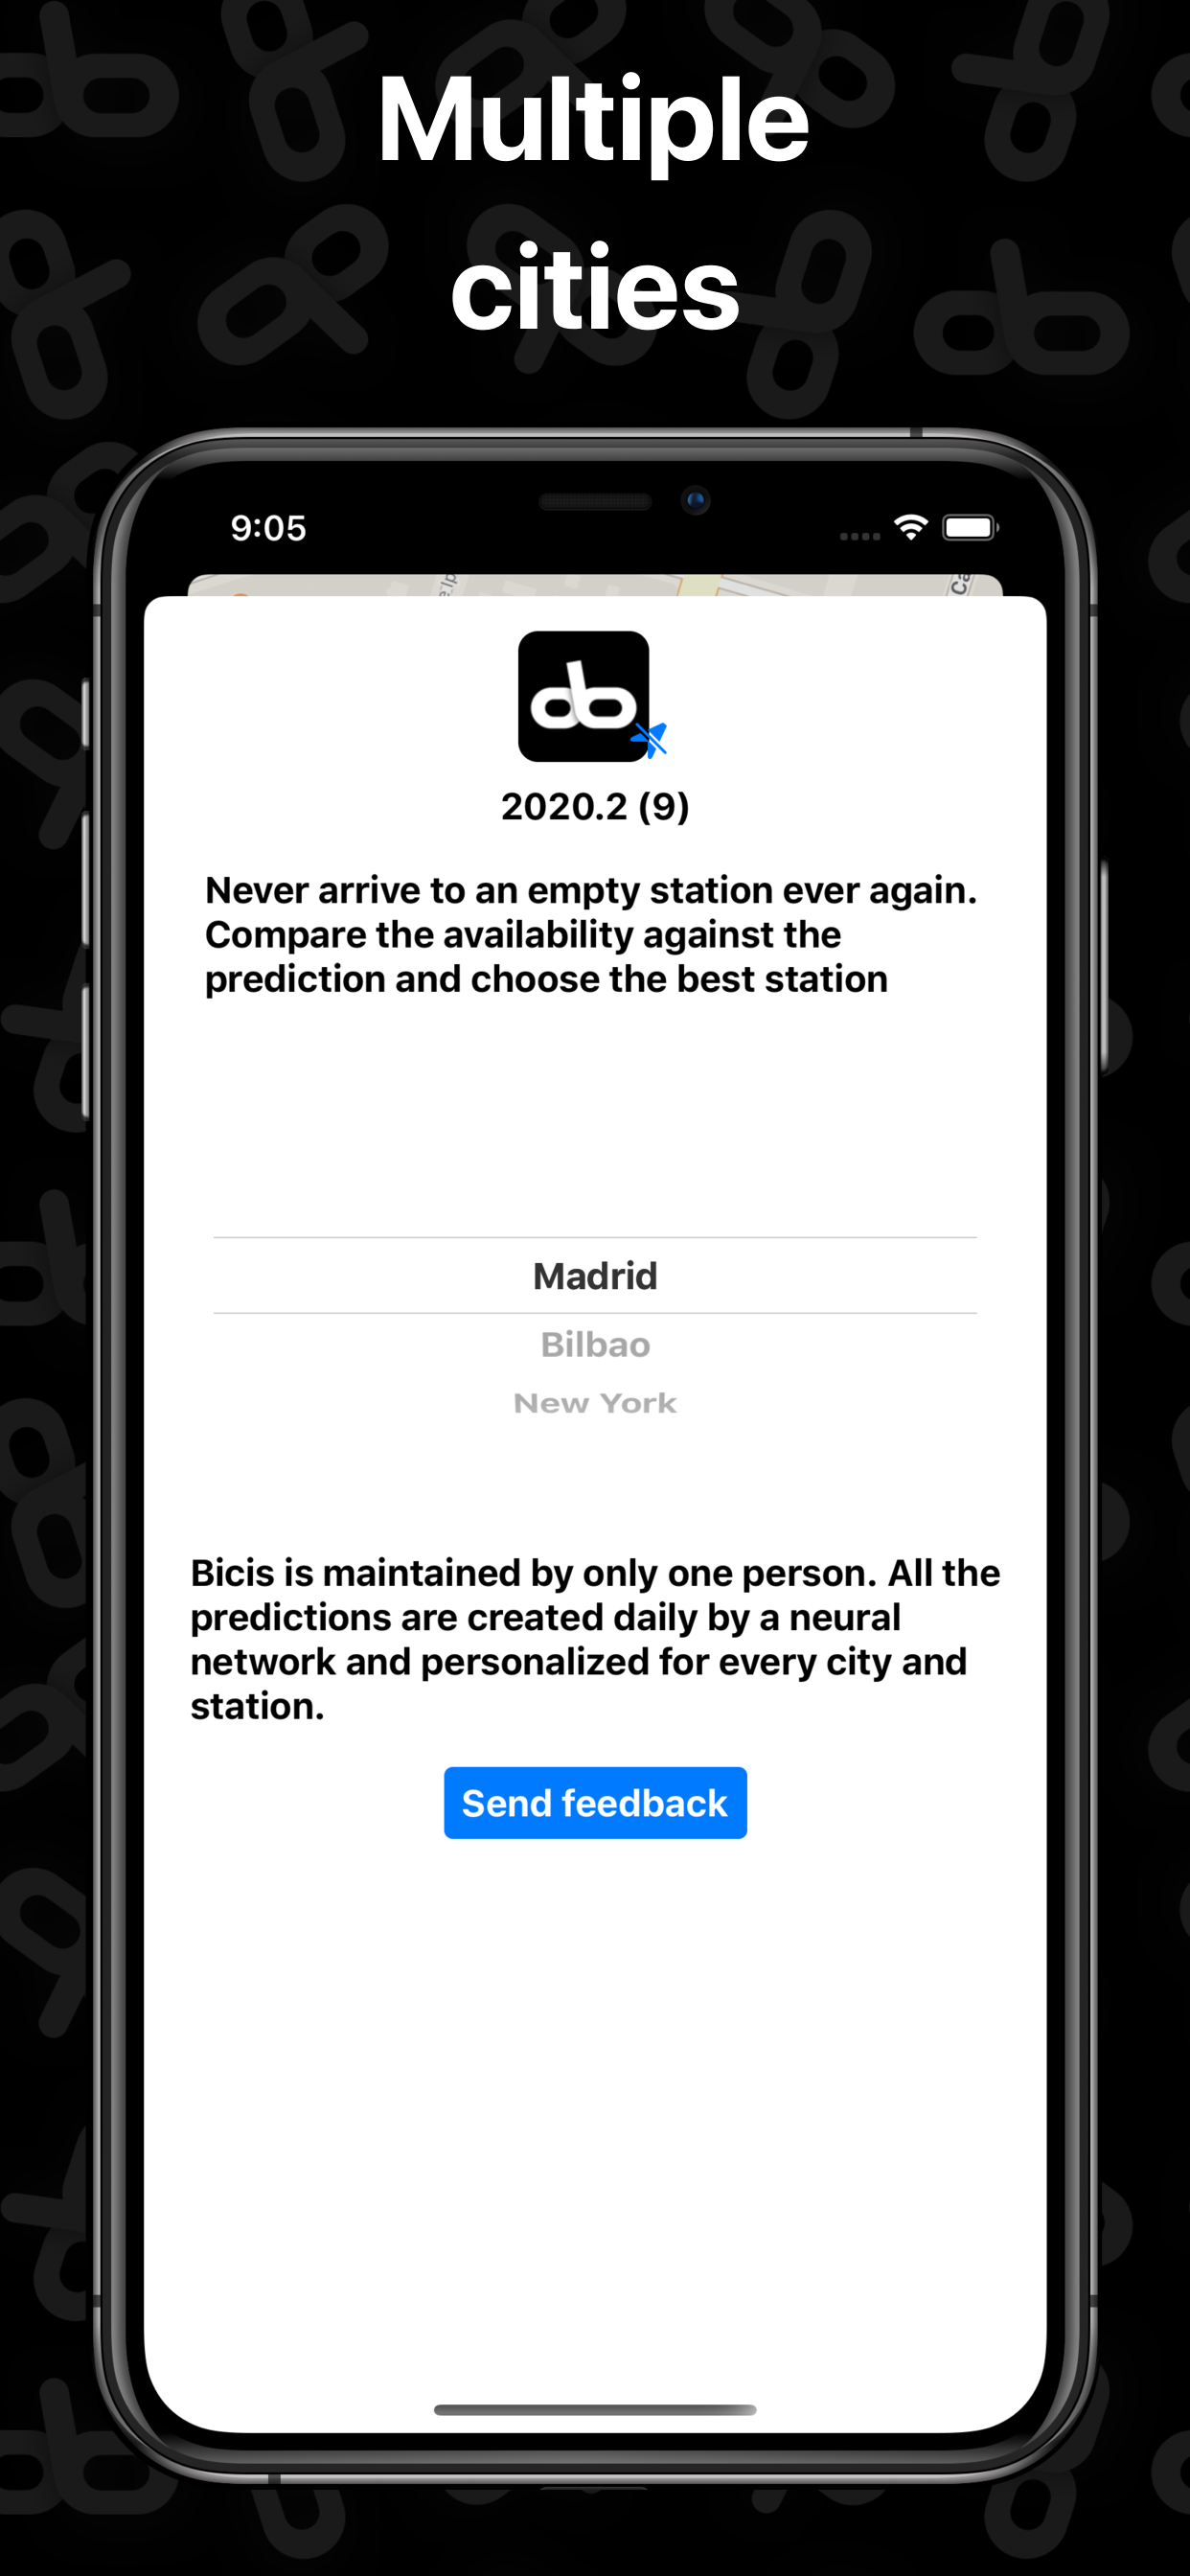 Multiple
cities
9:05
2020.2 (9)
Never arrive to an empty station ever again.
Compare the availability against the
prediction and choose the best station
Madrid
Bilbao
New York
Bicis is maintained by only one person. All the
predictions are created daily by a neural
network and personalized for every city and
station.
Send feedback